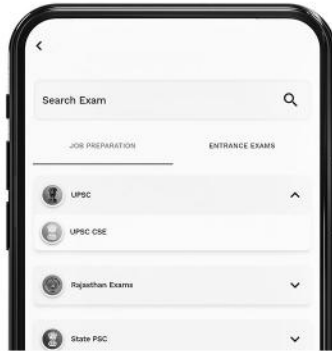 Search Exam
JOB PREPARATION ENTRANCE EXAMS
UPSC
UPSC CSE
Rajasthan Exams
State PSC